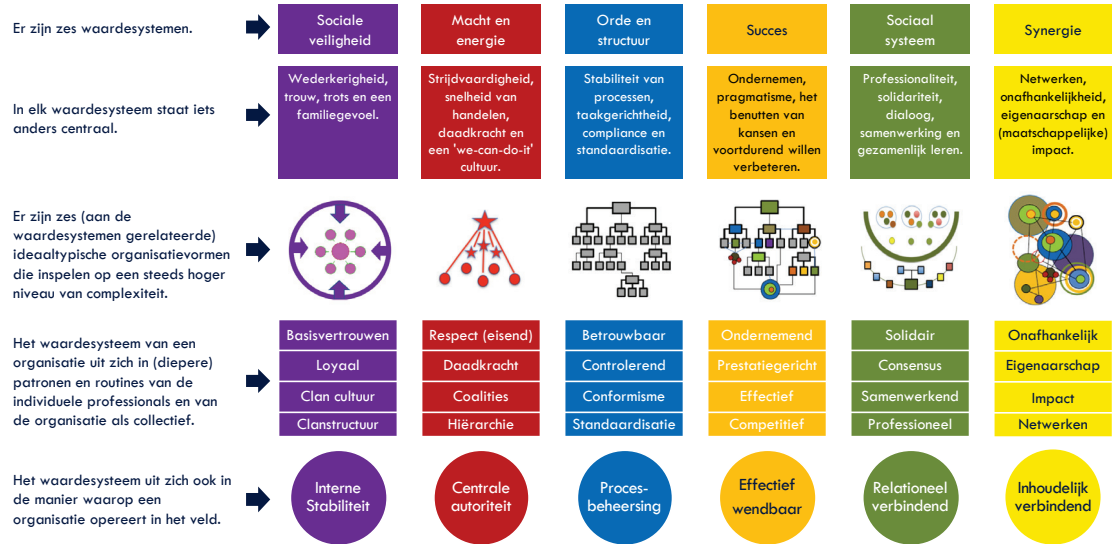 Er zijn zes waardesystemen.
Sociale
veiligheid
Macht en
energie
Orde en
structuur
Succes
Sociaal
systeem
Synergie
In elk waardesysteem staat iets
anders centraal.
Wederkerigheid,
trouw, trots en een
familiegevoel.
Strijdvaardigheid,
snelheid van
handelen,
daadkracht en
een 'we-can-do-it'
cultuur.
Stabiliteit van
processen,
taakgerichtheid,
compliance en
standaardisatie.
Ondernemen,
pragmatisme, het
benutten van
kansen en
voortdurend willen
verbeteren.
Professionaliteit,
solidariteit,
dialoog,
samenwerking en
gezamenlijk leren.
Netwerken,
onafhankelijkheid,
eigenaarschap en
(maatschappelijke)
impact.
Er zijn zes (aan de
waardesystemen gerelateerde)
ideaaltypische organisatievormen
die inspelen op een steeds hoger
niveau van complexiteit.
Het waardesysteem van een
organisatie uit zich in (diepere)
patronen en routines van de
individuele professionals en van
de organisatie als collectief.
Basisvertrouwen
Loyaal
Clan cultuur
Clanstructuur
Respect (eisend)
Daadkracht
Coalities
Hiërarchie
Betrouwbaar
Controlerend
Conformisme
Standaardisatie
Ondernemend
Prestatiegericht
Effectief
Competitief
Solidair
Consensus
Samenwerkend
Professioneel
Onafhankelijk
Eigenaarschap
Impact
Netwerken
Het waardesysteem uit zich ook in
de manier waarop een
organisatie opereert in het veld.
Interne
Stabiliteit
Centrale
autoriteit
Proces-
beheersing
Effectief
wendbaar
Relationeel
verbindend
Inhoudelijk
verbindend